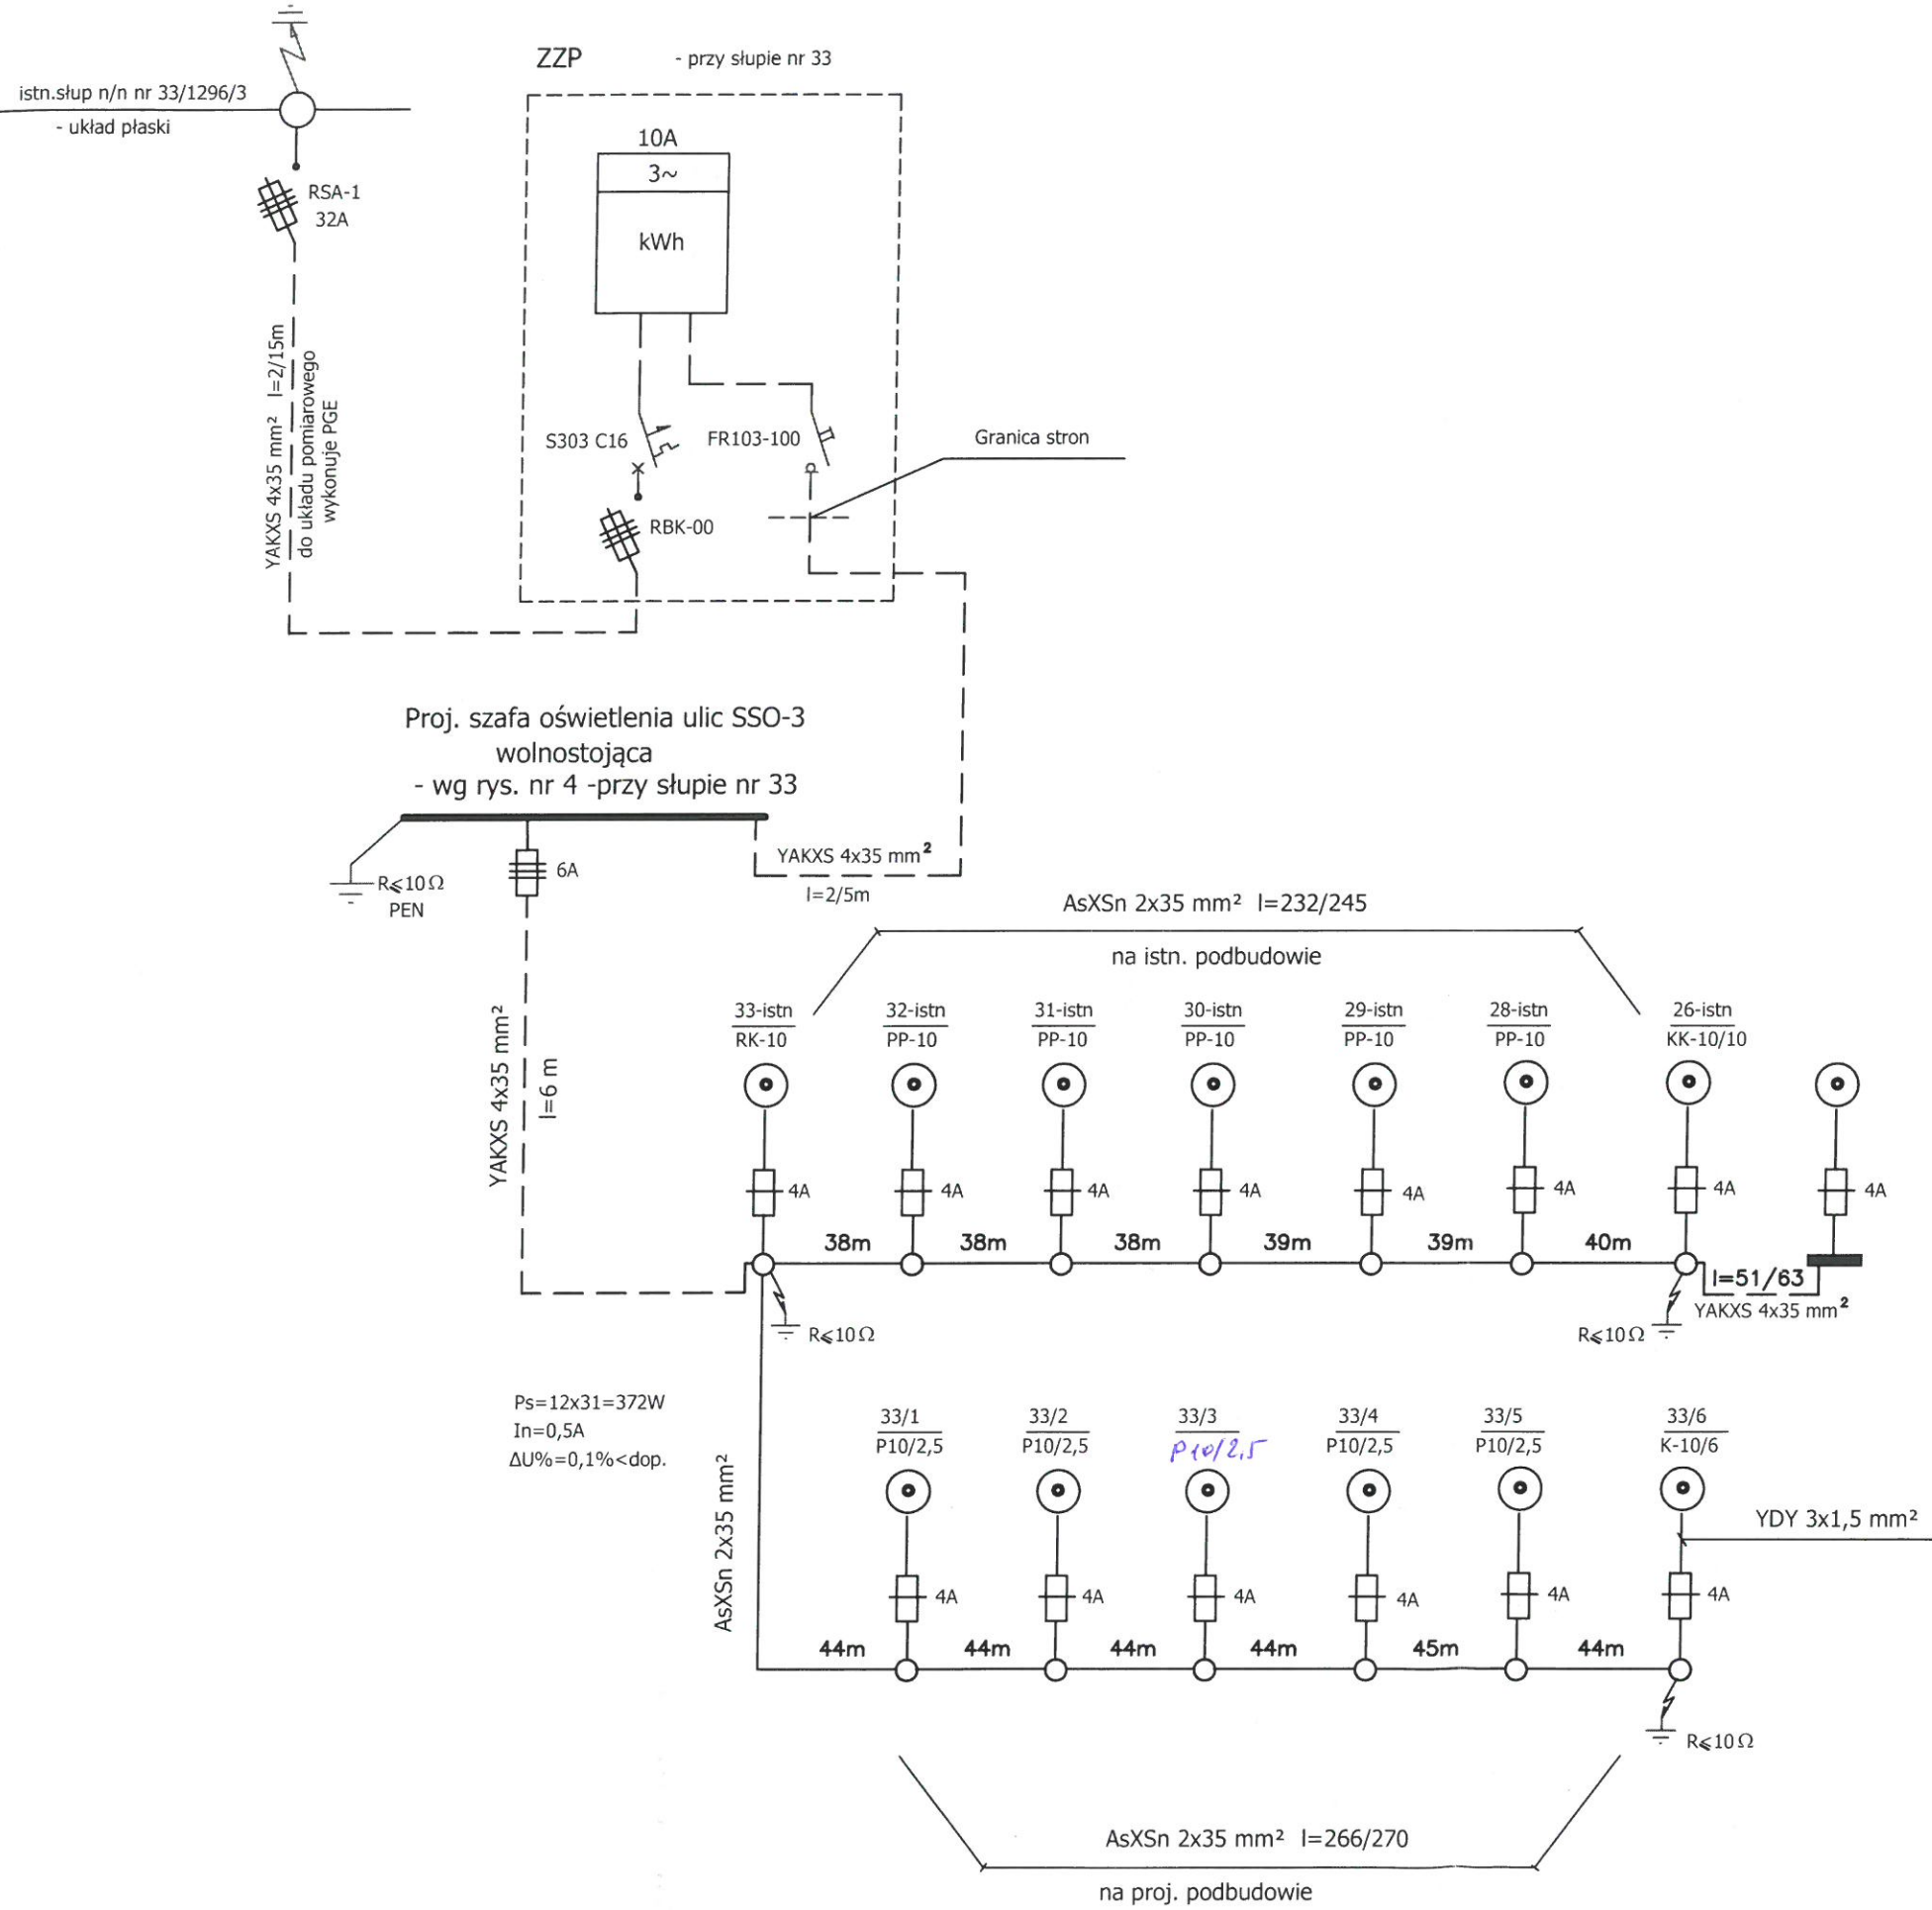 istn.słup n/n nr 33/1296/3
- układ płaski
RSA-1
32A
YAKXS 4x35 mm² l=2/15m
do układu pomiarowego
wykonuje PGE
ZZP - przy słupie nr 33
10A
3~
kWh
S303 C16
FR103-100
RBK-00
Granica stron
Proj. szafa oświetlenia ulic SSO-3
wolnostojąca
- wg rys. nr 4 -przy słupie nr 33
R⩽10Ω
PEN
6A
YAKXS 4x35 mm²
l=2/5m
YAKXS 4x35 mm²
l=6 m
AsXSn 2x35 mm² l=232/245
na istn. podbudowie
33-istn 32-istn 31-istn 30-istn 29-istn 28-istn 26-istn
RK-10 PP-10 PP-10 PP-10 PP-10 PP-10 KK-10/10
4A 4A 4A 4A 4A 4A 4A 4A
38m 38m 38m 39m 39m 40m
l=51/63
YAKXS 4x35 mm²
R⩽10Ω R⩽10Ω
Ps=12x31=372W
In=0,5A
ΔU%=0,1%<dop.
AsXSn 2x35 mm²
33/1 33/2 33/3 33/4 33/5 33/6
P10/2,5 P10/2,5 P10/2,5 P10/2,5 P10/2,5 K-10/6
YDY 3x1,5 mm²
4A 4A 4A 4A 4A 4A
44m 44m 44m 44m 45m 44m
R⩽10Ω
AsXSn 2x35 mm² l=266/270
na proj. podbudowie